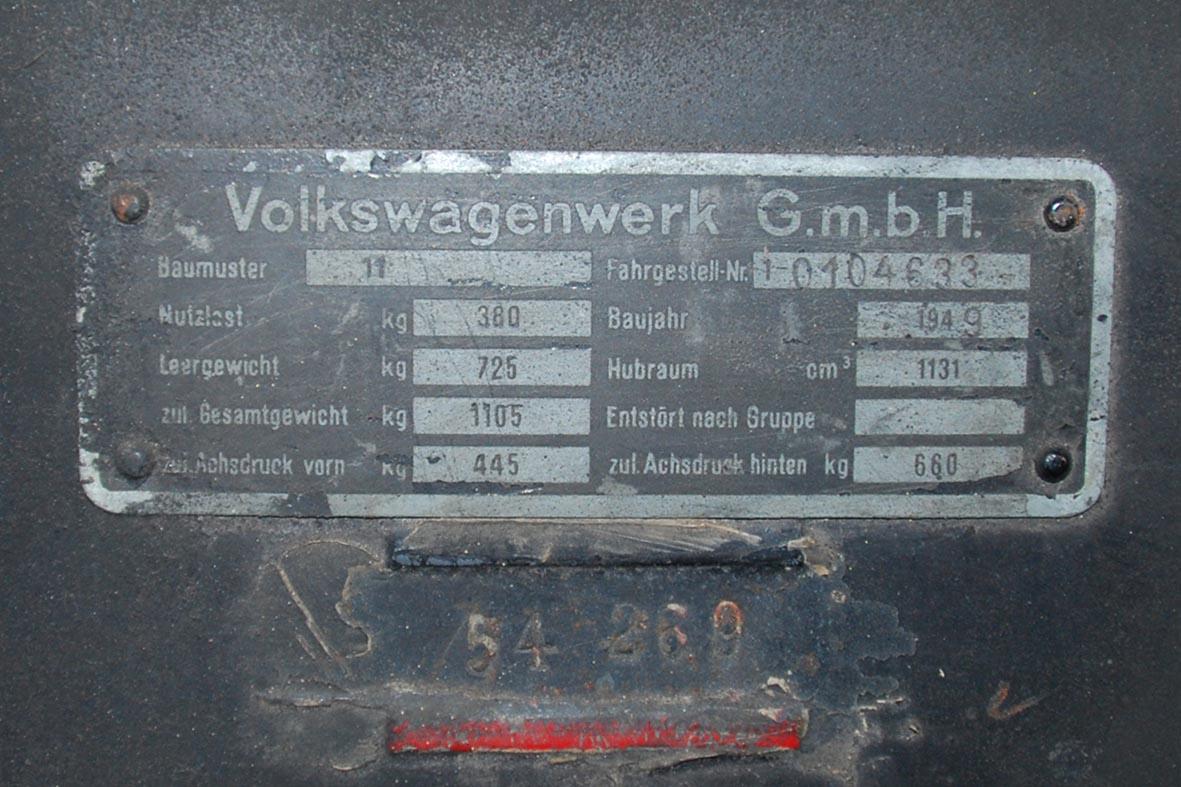 Volkswagenwerk G.m.b.H.
Baumuster 11 Fahrgestell-Nr. 1-0104633
Nutzlast kg 380 Baujahr 1949
Leergewicht kg 725 Hubraum cm³ 1131
zul. Gesamtgewicht kg 1105 Entstört nach Gruppe
zul. Achsdruck vorn kg 445 zul. Achsdruck hinten kg 660
54 269